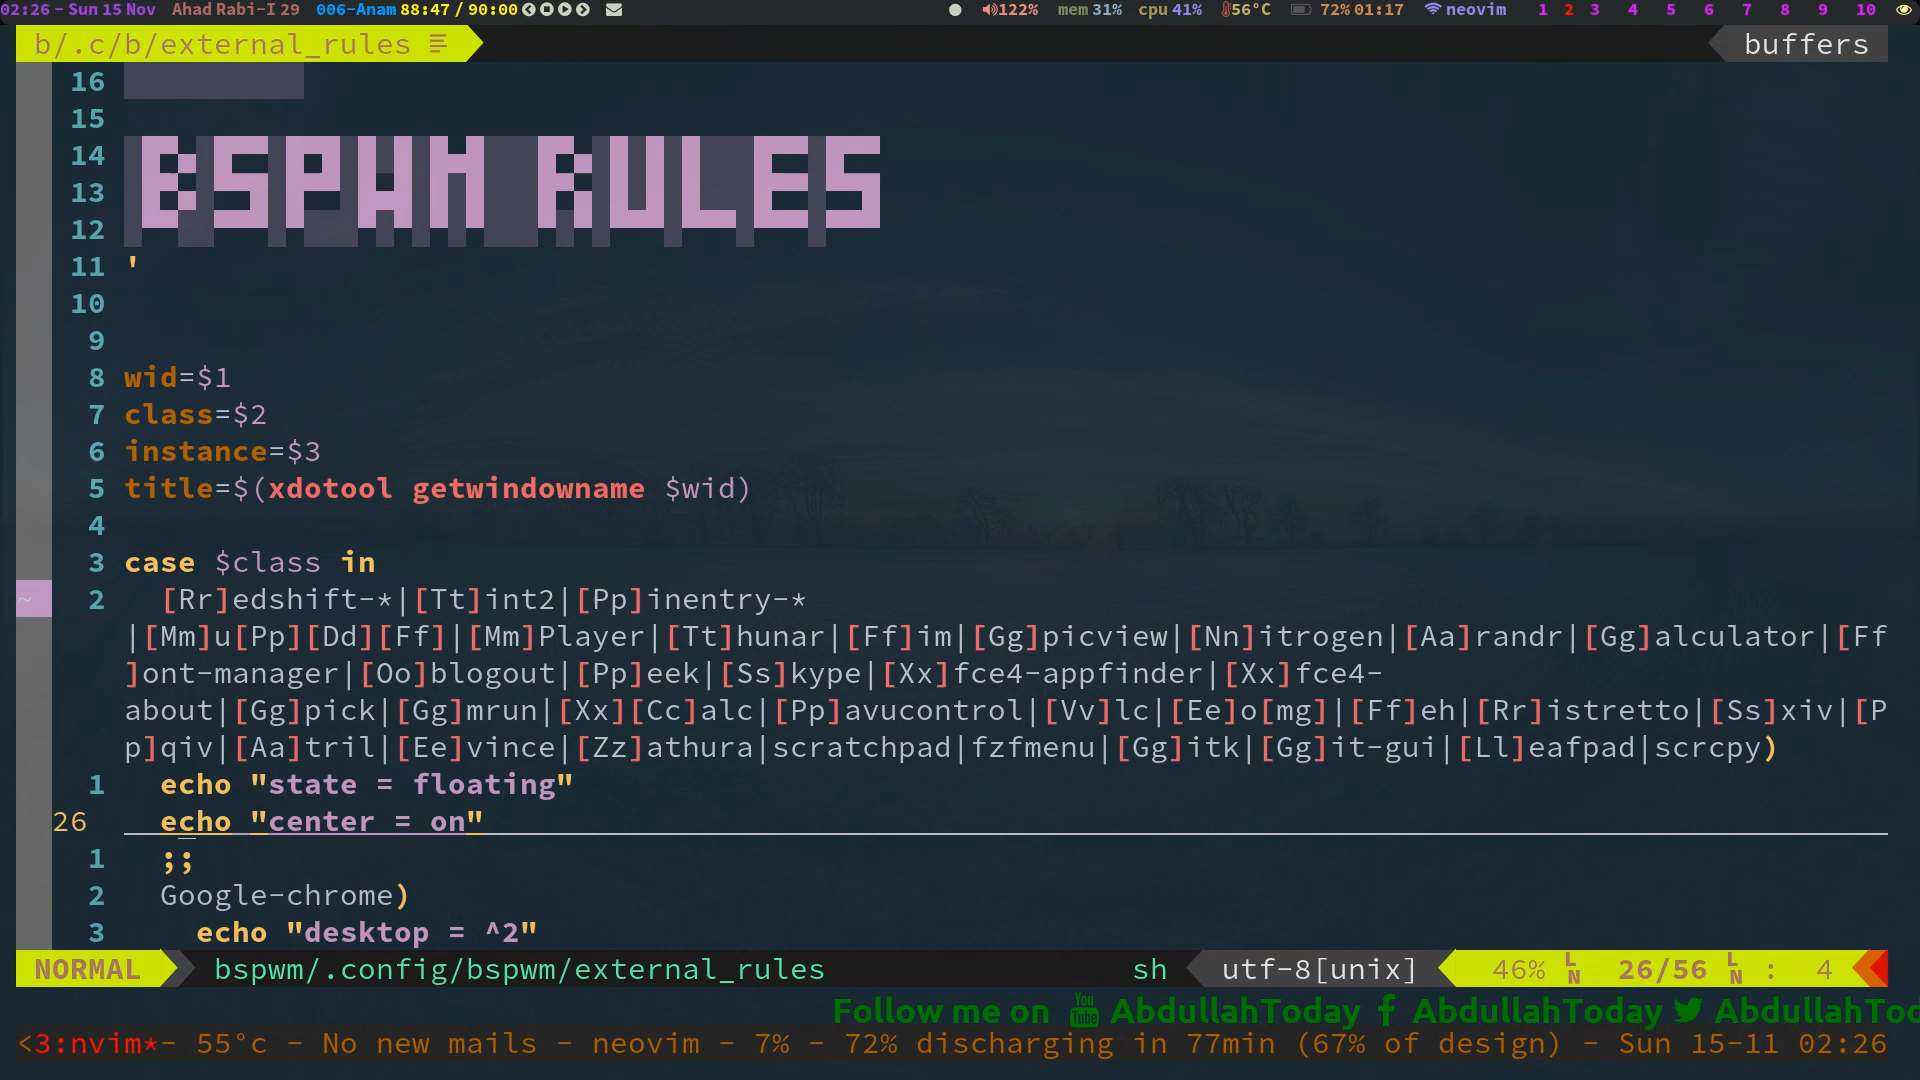 02:26 - Sun 15 Nov Ahad Rabi-I 29 006-Anam 88:47 / 90:00 122% mem 31% cpu 41% 56°C 72% 01:17 neovim 1 2 3 4 5 6 7 8 9 10
b/.c/b/external_rules buffers
16
15
14 BSPWM RULES
13
12
11 '
10
9
8 wid=$1
7 class=$2
6 instance=$3
5 title=$(xdotool getwindowname $wid)
4
3 case $class in
~ 2 [Rr]edshift-*|[Tt]int2|[Pp]inentry-*
|[Mm]u[Pp][Dd][Ff]|[Mm]Player|[Tt]hunar|[Ff]im|[Gg]picview|[Nn]itrogen|[Aa]randr|[Gg]alculator|[Ff
]ont-manager|[Oo]blogout|[Pp]eek|[Ss]kype|[Xx]fce4-appfinder|[Xx]fce4-
about|[Gg]pick|[Gg]mrun|[Xx][Cc]alc|[Pp]avucontrol|[Vv]lc|[Ee]o[mg]|[Ff]eh|[Rr]istretto|[Ss]xiv|[P
p]qiv|[Aa]tril|[Ee]vince|[Zz]athura|scratchpad|fzfmenu|[Gg]itk|[Gg]it-gui|[Ll]eafpad|scrcpy)
1 echo "state = floating"
26 echo "center = on"
1 ;;
2 Google-chrome)
3 echo "desktop = ^2"
NORMAL bspwm/.config/bspwm/external_rules sh utf-8[unix] 46% LN 26/56 LN : 4
Follow me on You Tube AbdullahToday f AbdullahToday AbdullahToc
<3:nvim*- 55°c - No new mails - neovim - 7% - 72% discharging in 77min (67% of design) - Sun 15-11 02:26